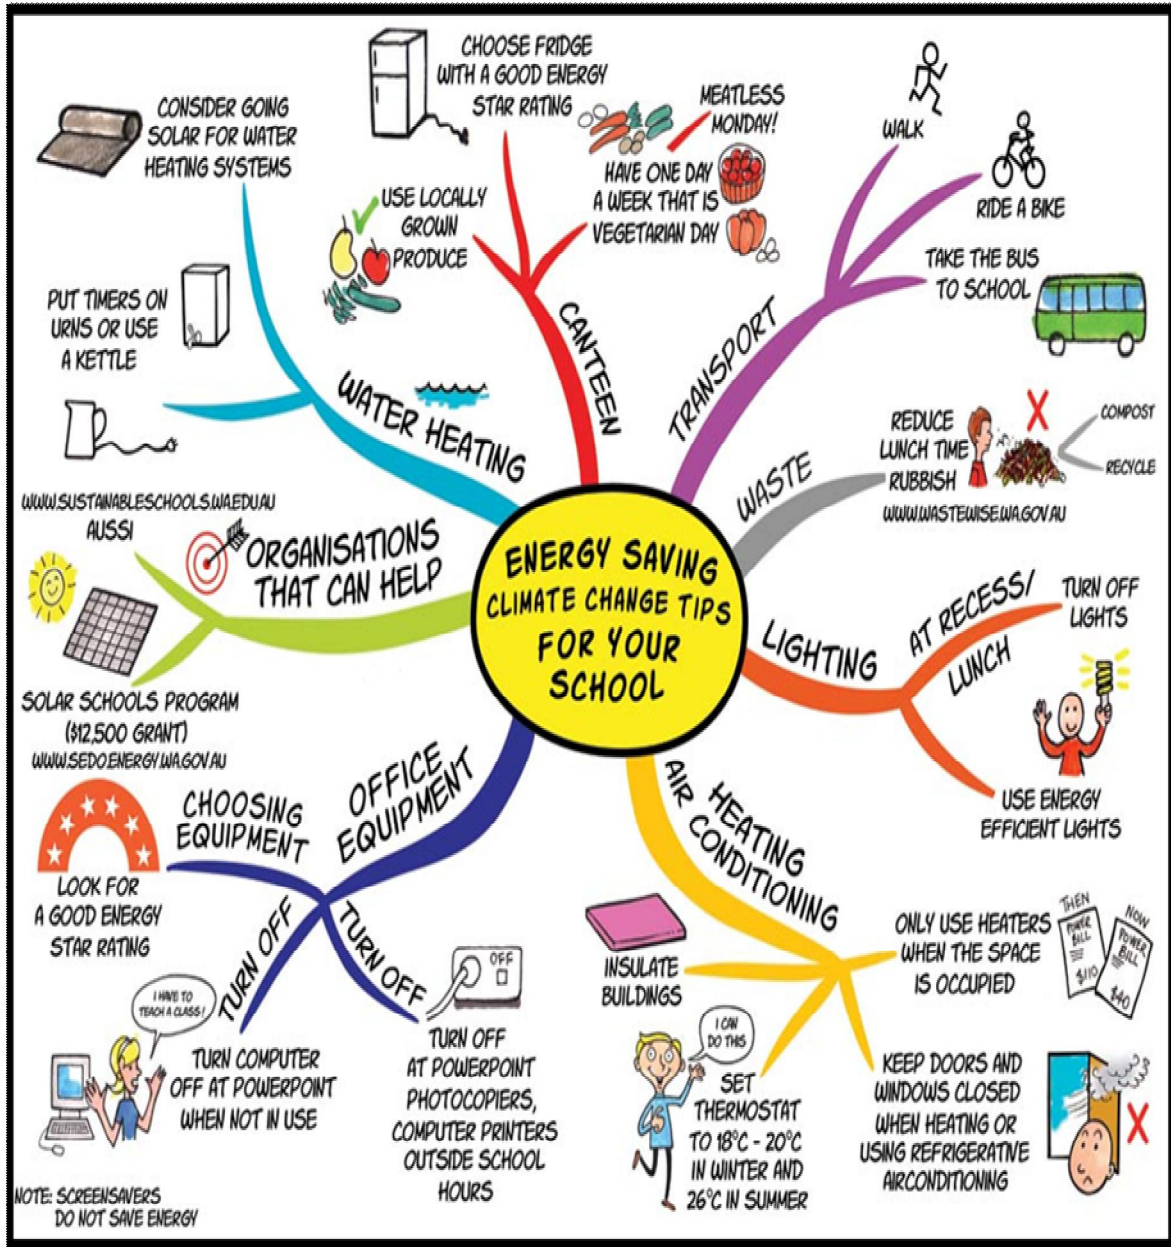 ENERGY SAVING
CLIMATE CHANGE TIPS
FOR YOUR
SCHOOL
CANTEEN
CHOOSE FRIDGE
WITH A GOOD ENERGY
STAR RATING
MEATLESS
MONDAY!
HAVE ONE DAY
A WEEK THAT IS
VEGETARIAN DAY
USE LOCALLY
GROWN
PRODUCE
TRANSPORT
WALK
RIDE A BIKE
TAKE THE BUS
TO SCHOOL
WASTE
REDUCE
LUNCH TIME
RUBBISH
WWW.WASTEWISE.WA.GOV.AU
COMPOST
RECYCLE
LIGHTING
AT RECESS/
LUNCH
TURN OFF
LIGHTS
USE ENERGY
EFFICIENT LIGHTS
HEATING
AIR CONDITIONING
ONLY USE HEATERS
WHEN THE SPACE
IS OCCUPIED
THEN
POWER
BILL
$110
NOW
POWER
BILL
$40
KEEP DOORS AND
WINDOWS CLOSED
WHEN HEATING OR
USING REFRIGERATIVE
AIRCONDITIONING
I CAN
DO THIS
SET
THERMOSTAT
TO 18°C - 20°C
IN WINTER AND
26°C IN SUMMER
INSULATE
BUILDINGS
OFFICE
EQUIPMENT
TURN OFF
OFF
TURN OFF
AT POWERPOINT
PHOTOCOPIERS,
COMPUTER PRINTERS
OUTSIDE SCHOOL
HOURS
TURN OFF
I HAVE TO
TEACH A CLASS!
TURN COMPUTER
OFF AT POWERPOINT
WHEN NOT IN USE
NOTE: SCREENSAVERS
DO NOT SAVE ENERGY
CHOOSING
EQUIPMENT
LOOK FOR
A GOOD ENERGY
STAR RATING
ORGANISATIONS
THAT CAN HELP
WWW.SUSTAINABLESCHOOLS.WA.EDU.AU
AUSSI
SOLAR SCHOOLS PROGRAM
($12,500 GRANT)
WWW.SEDO.ENERGY.WA.GOV.AU
WATER HEATING
CONSIDER GOING
SOLAR FOR WATER
HEATING SYSTEMS
PUT TIMERS ON
URNS OR USE
A KETTLE